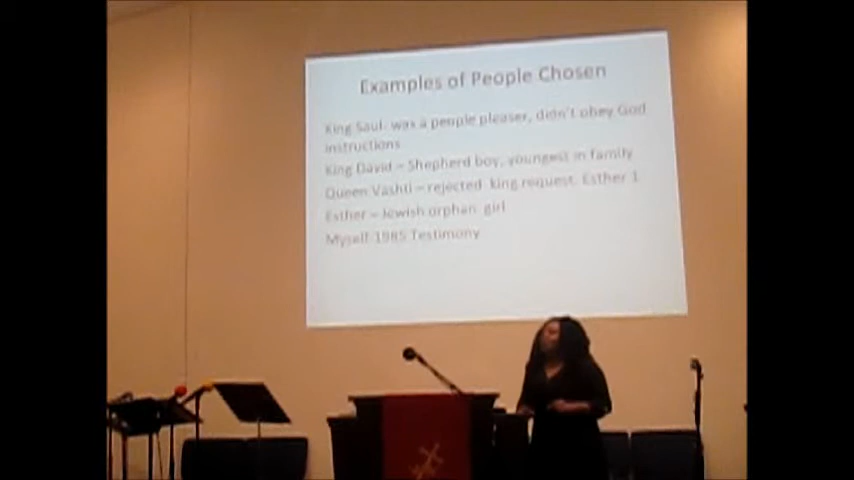 Examples of People Chosen
King Saul- was a people pleaser, didn't obey God
instructions
King David – Shepherd boy, youngest in family
Queen Vashti – rejected king request. Esther 1
Esther – Jewish orphan girl
Myself-1985 Testimony